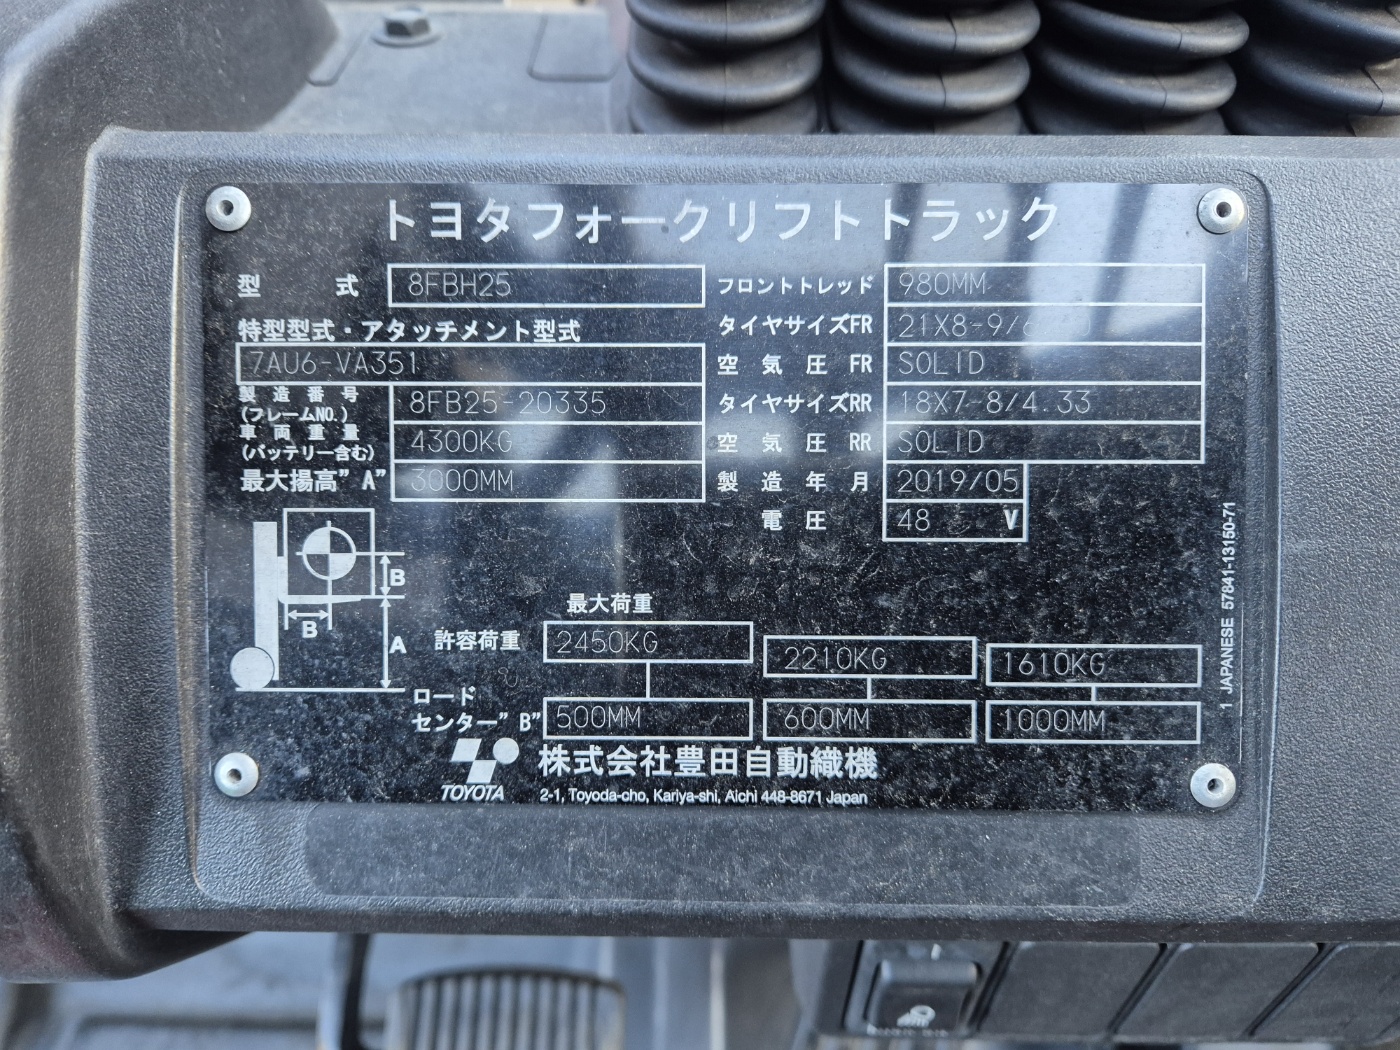 トヨタフォークリフトトラック
型式 8FBH25
特型型式・アタッチメント型式
7AU6-VA351
製造番号
(フレームNO.) 8FB25-20335
車両重量
(バッテリー含む) 4300KG
最大揚高"A" 3000MM
フロントトレッド 980MM
タイヤサイズFR 21X8-9/
空気圧 FR SOLID
タイヤサイズRR 18X7-8/4.33
空気圧 RR SOLID
製造年月 2019/05
電圧 48 V
B
B
A
最大荷重
許容荷重 2450KG 2210KG 1610KG
ロード
センター"B" 500MM 600MM 1000MM
TOYOTA
株式会社豊田自動織機
2-1, Toyoda-cho, Kariya-shi, Aichi 448-8671 Japan
1 JAPANESE 57841-13150-71